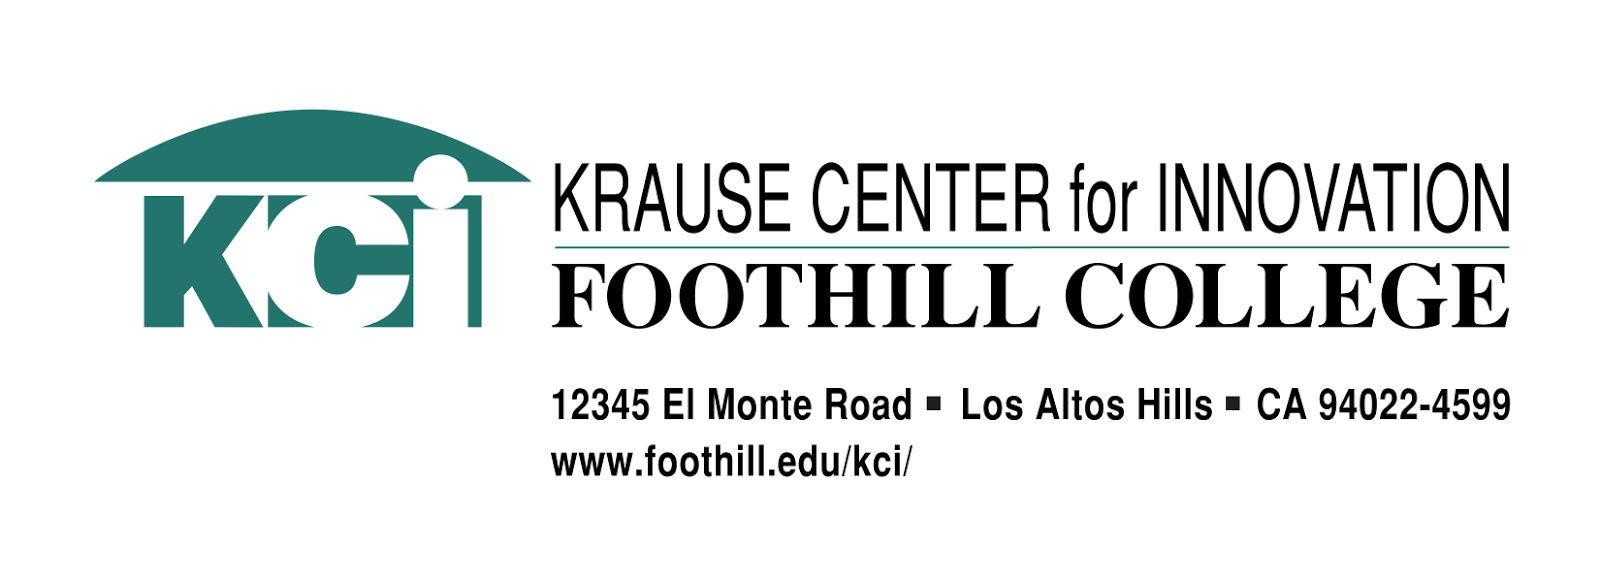 KCi
KRAUSE CENTER for INNOVATION
FOOTHILL COLLEGE
12345 El Monte Road ▪ Los Altos Hills ▪ CA 94022-4599
www.foothill.edu/kci/